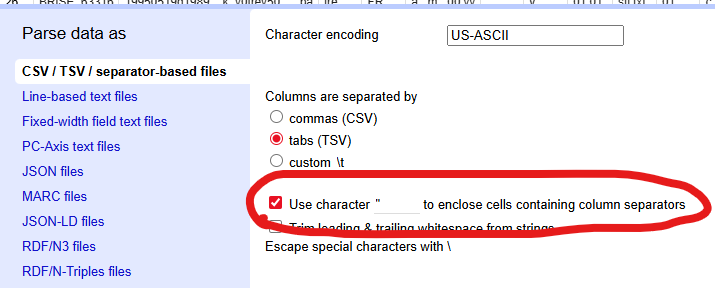 Parse data as
CSV / TSV / separator-based files
Line-based text files
Fixed-width field text files
PC-Axis text files
JSON files
MARC files
JSON-LD files
RDF/N3 files
RDF/N-Triples files
Character encoding US-ASCII
Columns are separated by
commas (CSV)
tabs (TSV)
custom \t
Use character " to enclose cells containing column separators
Trim leading & trailing whitespace from strings
Escape special characters with \